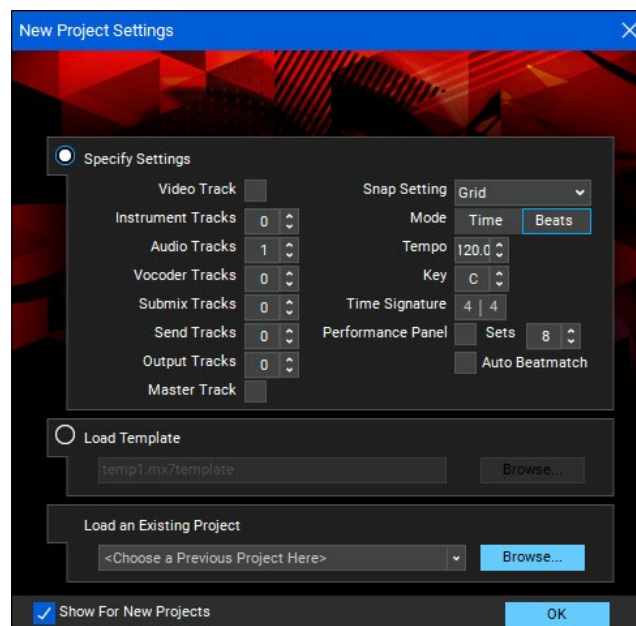 New Project Settings
Specify Settings
Video Track
Instrument Tracks 0
Audio Tracks 1
Vocoder Tracks 0
Submix Tracks 0
Send Tracks 0
Output Tracks 0
Master Track
Snap Setting Grid
Mode Time Beats
Tempo 120.0
Key C
Time Signature 4 | 4
Performance Panel Sets 8
Auto Beatmatch
Load Template
temp1.mx7template Browse...
Load an Existing Project
<Choose a Previous Project Here> Browse...
Show For New Projects OK